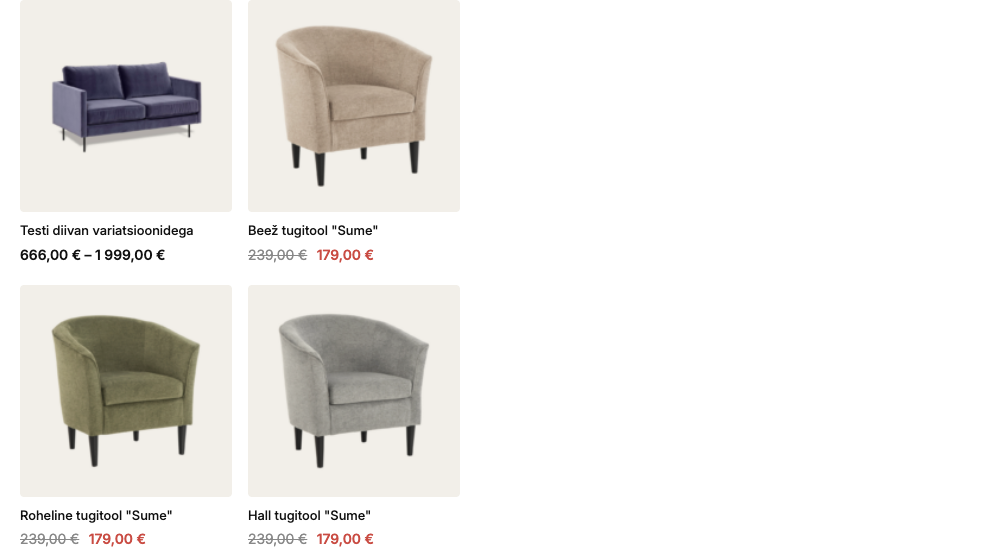 Testi diivan variatsioonidega
666,00 € – 1 999,00 €
Beež tugitool "Sume"
239,00 € 179,00 €
Roheline tugitool "Sume"
239,00 € 179,00 €
Hall tugitool "Sume"
239,00 € 179,00 €